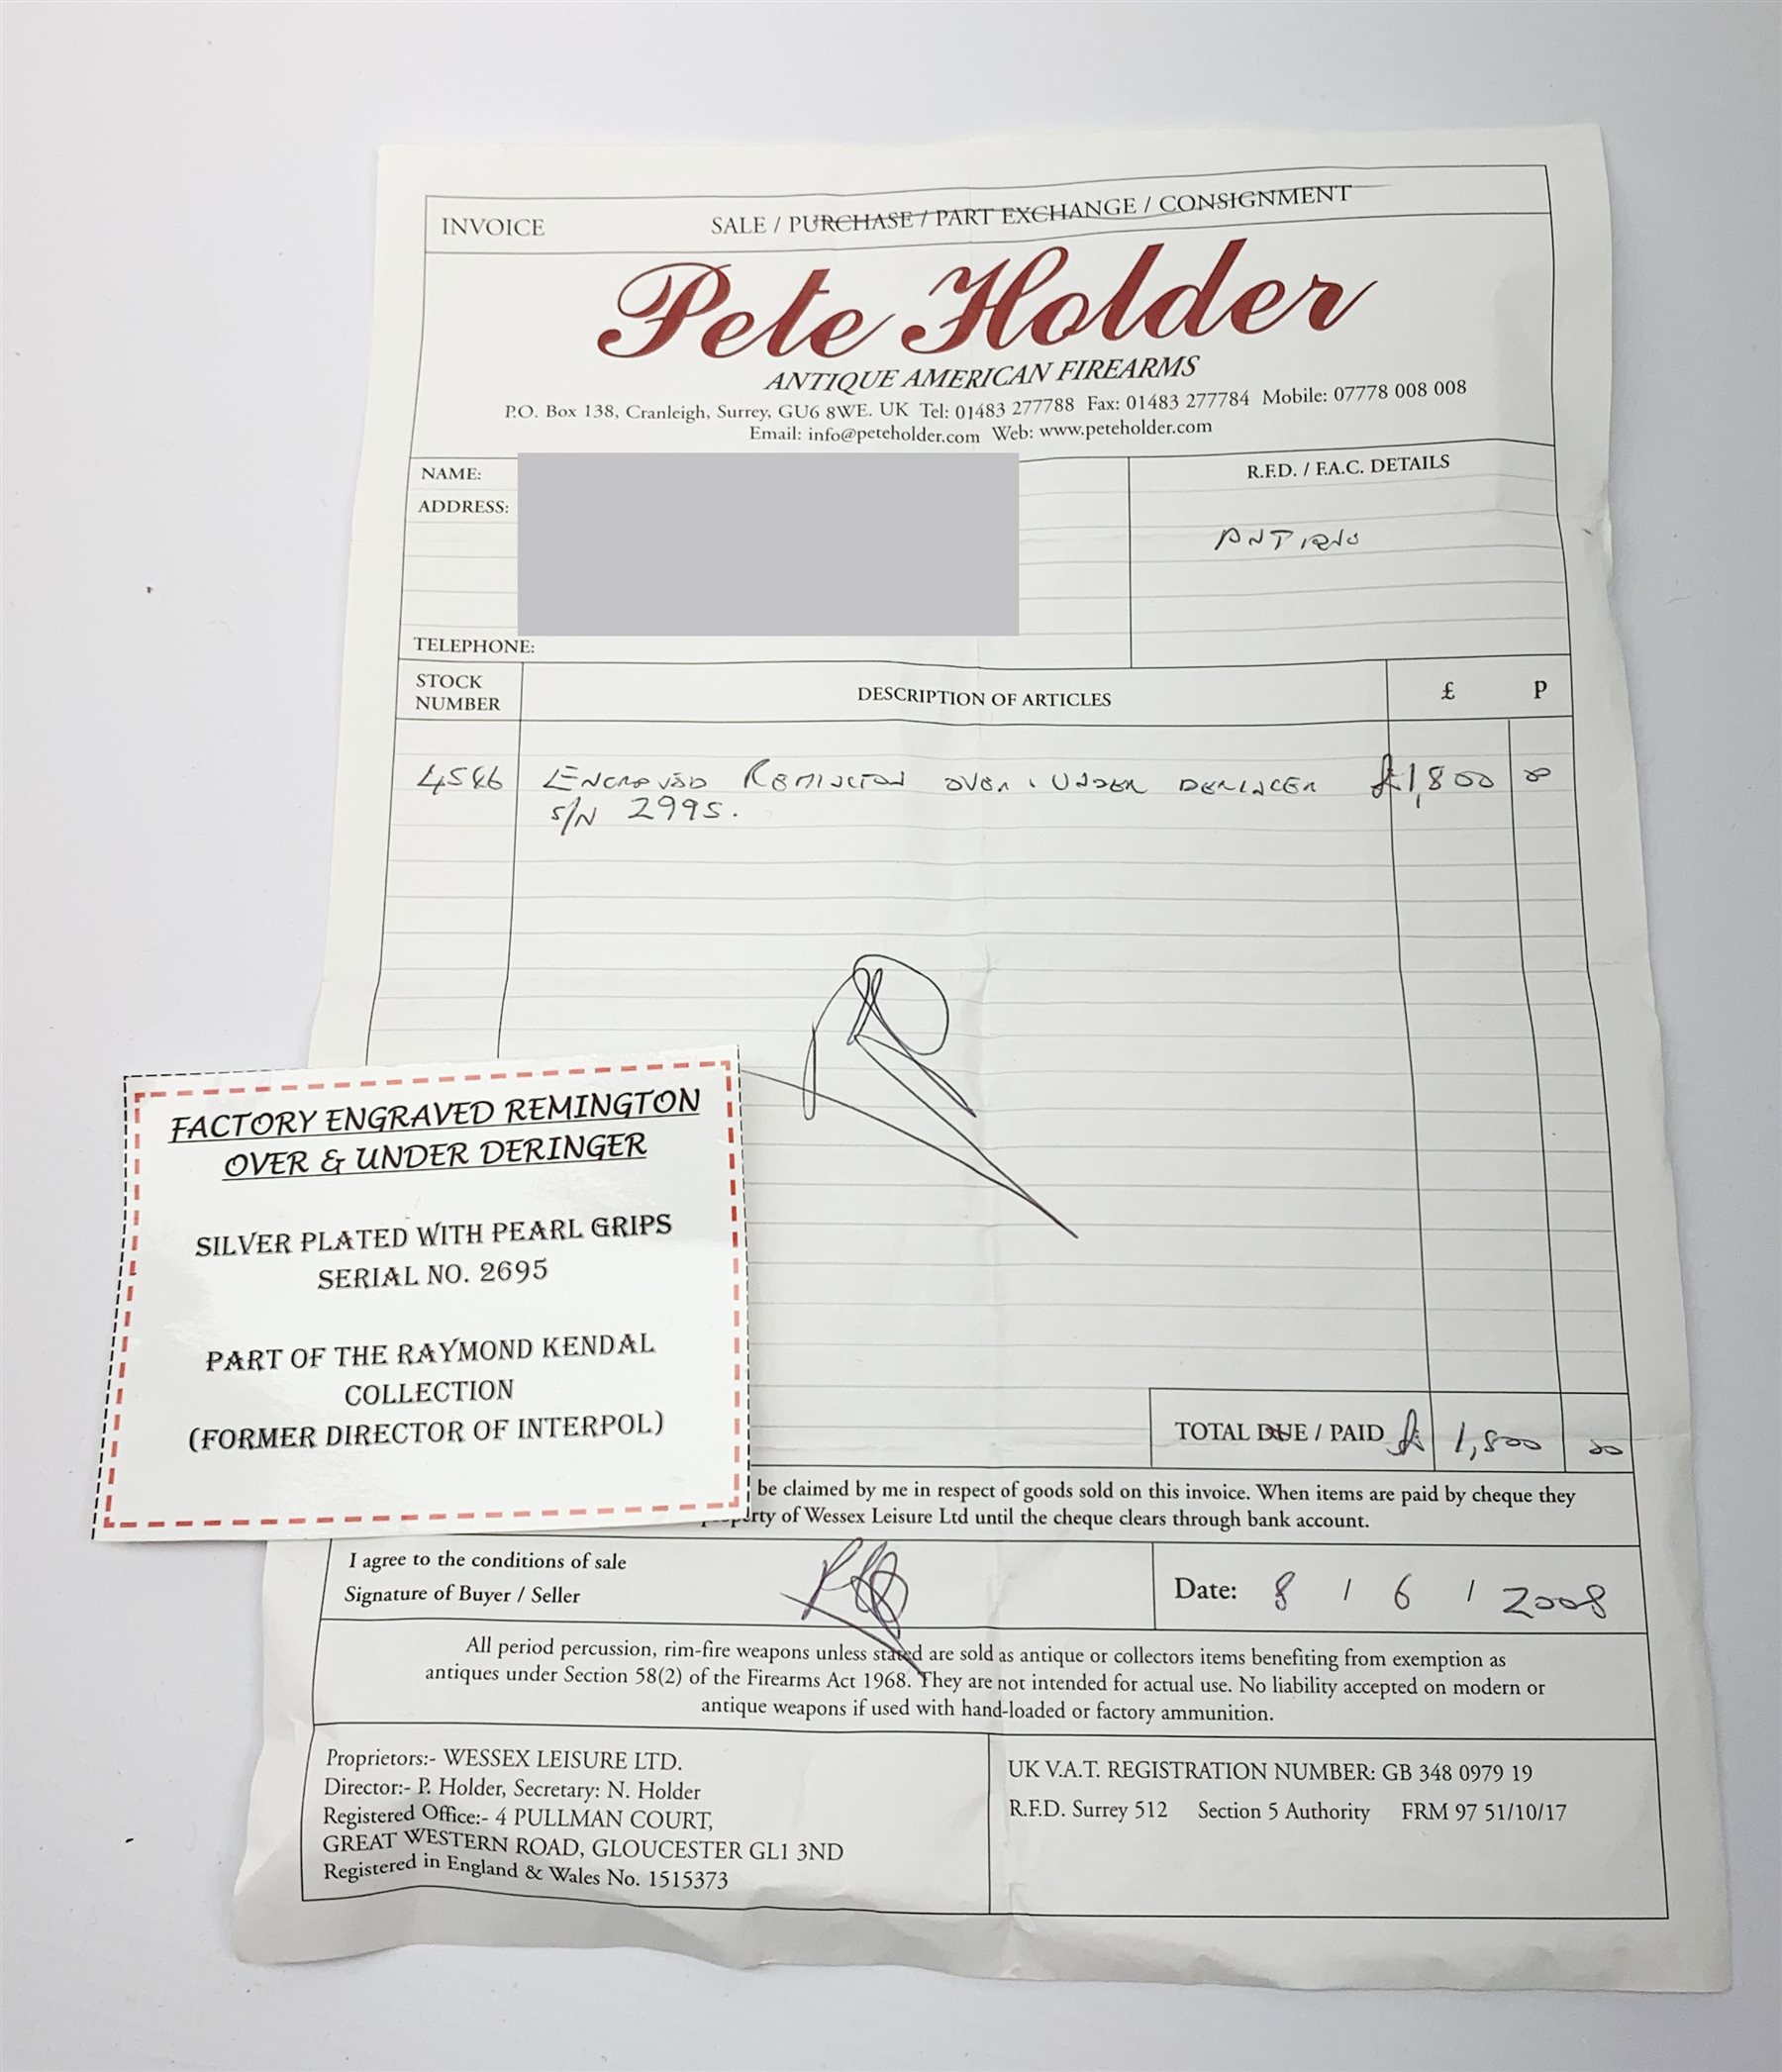 INVOICE SALE / PURCHASE / PART EXCHANGE / CONSIGNMENT
Pete Holder
ANTIQUE AMERICAN FIREARMS
P.O. Box 138, Cranleigh, Surrey, GU6 8WE. UK Tel: 01483 277788 Fax: 01483 277784 Mobile: 07778 008 008
Email: info@peteholder.com Web: www.peteholder.com
NAME:
ADDRESS:
R.F.D. / F.A.C. DETAILS
TELEPHONE:
STOCK
NUMBER
DESCRIPTION OF ARTICLES
£ P
ENGRAVED REMINGTON OVER & UNDER DERINGER £1,800 00
S/N 2995.
FACTORY ENGRAVED REMINGTON
OVER & UNDER DERINGER
SILVER PLATED WITH PEARL GRIPS
SERIAL NO. 2695
PART OF THE RAYMOND KENDAL
COLLECTION
(FORMER DIRECTOR OF INTERPOL)
TOTAL DUE / PAID £ 1,800 00
be claimed by me in respect of goods sold on this invoice. When items are paid by cheque they
of Wessex Leisure Ltd until the cheque clears through bank account.
I agree to the conditions of sale
Signature of Buyer / Seller
Date: 8 / 6 / 2008
All period percussion, rim-fire weapons unless stated are sold as antique or collectors items benefiting from exemption as
antiques under Section 58(2) of the Firearms Act 1968. They are not intended for actual use. No liability accepted on modern or
antique weapons if used with hand-loaded or factory ammunition.
Proprietors:- WESSEX LEISURE LTD.
Director:- P. Holder, Secretary: N. Holder
Registered Office:- 4 PULLMAN COURT,
GREAT WESTERN ROAD, GLOUCESTER GL1 3ND
Registered in England & Wales No. 1515373
UK V.A.T. REGISTRATION NUMBER: GB 348 0979 19
R.F.D. Surrey 512 Section 5 Authority FRM 97 51/10/17